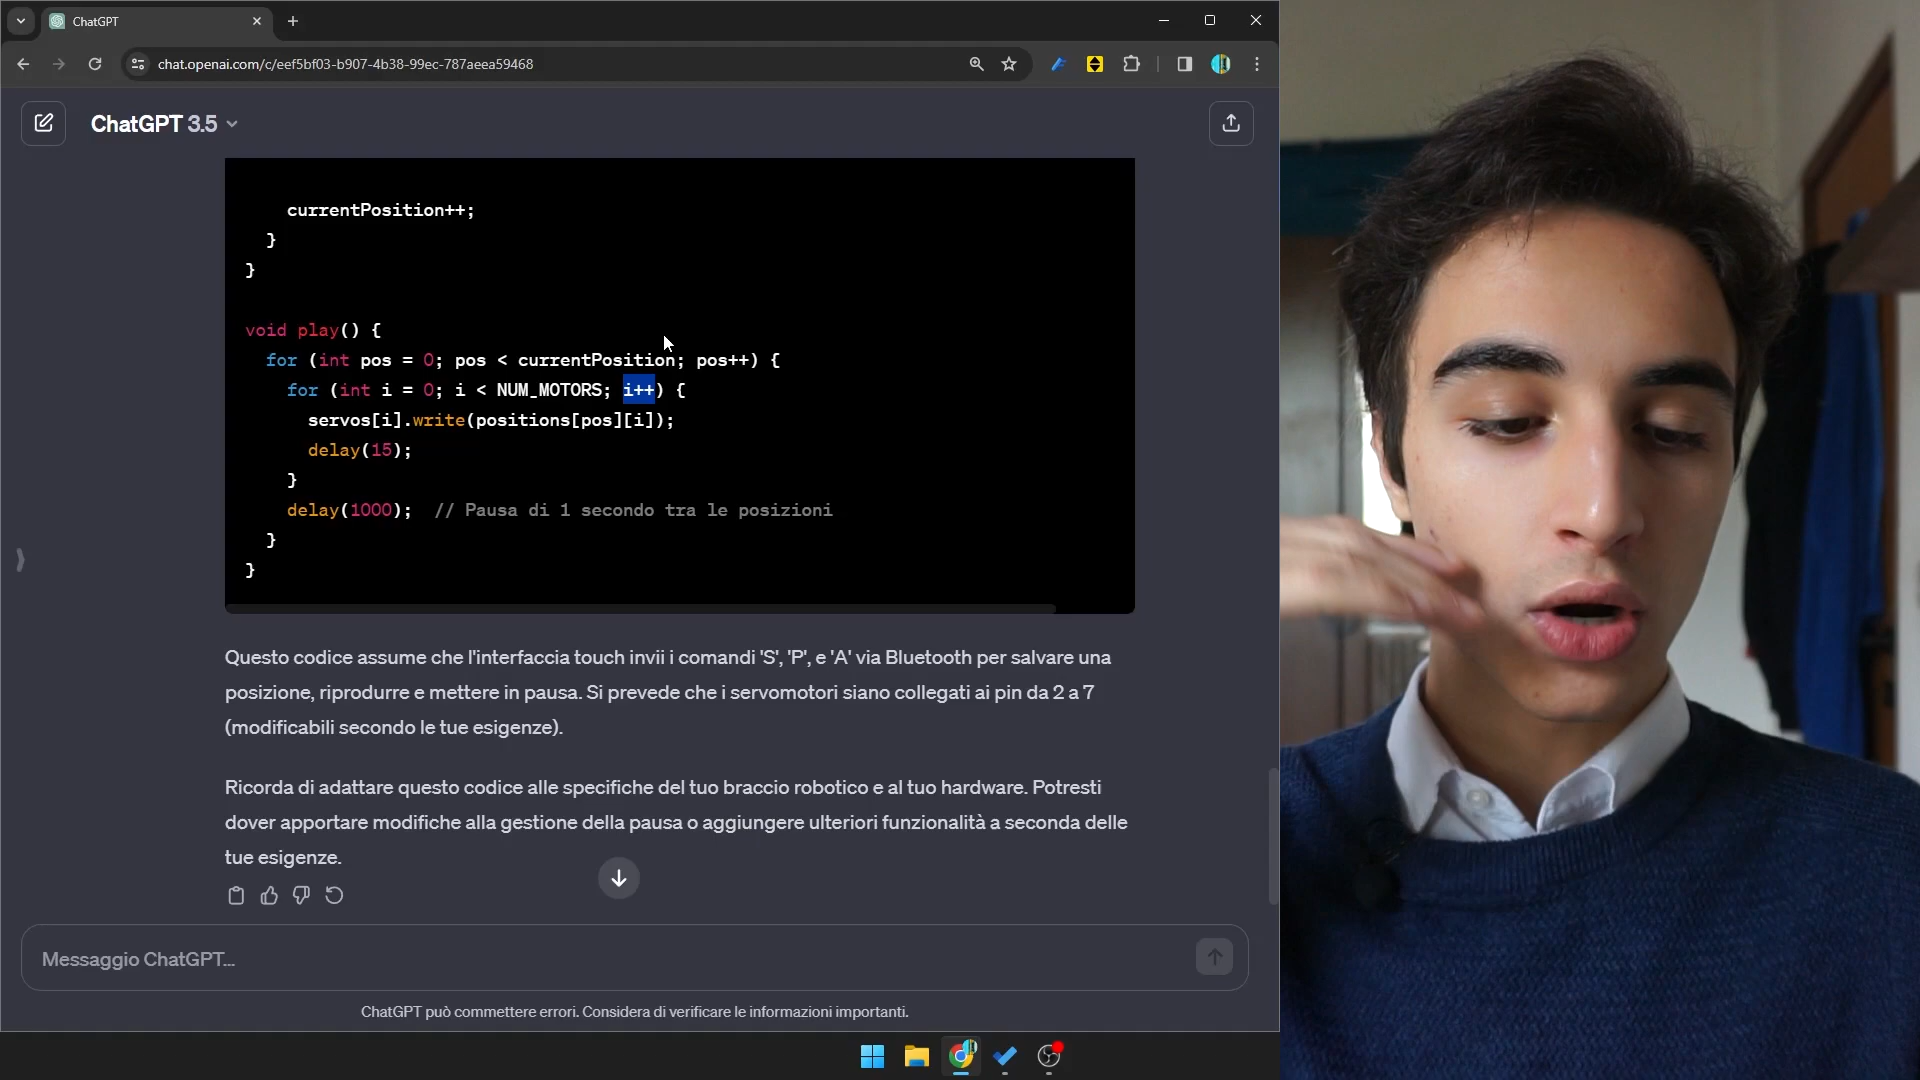 ChatGPT
chat.openai.com/c/eef5bf03-b907-4b38-99ec-787aeea59468
ChatGPT 3.5
currentPosition++;
}
}
void play() {
for (int pos = 0; pos < currentPosition; pos++) {
for (int i = 0; i < NUM_MOTORS; i++) {
servos[i].write(positions[pos][i]);
delay(15);
}
delay(1000); // Pausa di 1 secondo tra le posizioni
}
}
Questo codice assume che l'interfaccia touch invii i comandi 'S', 'P', e 'A' via Bluetooth per salvare una
posizione, riprodurre e mettere in pausa. Si prevede che i servomotori siano collegati ai pin da 2 a 7
(modificabili secondo le tue esigenze).
Ricorda di adattare questo codice alle specifiche del tuo braccio robotico e al tuo hardware. Potresti
dover apportare modifiche alla gestione della pausa o aggiungere ulteriori funzionalità a seconda delle
tue esigenze.
Messaggio ChatGPT...
ChatGPT può commettere errori. Considera di verificare le informazioni importanti.